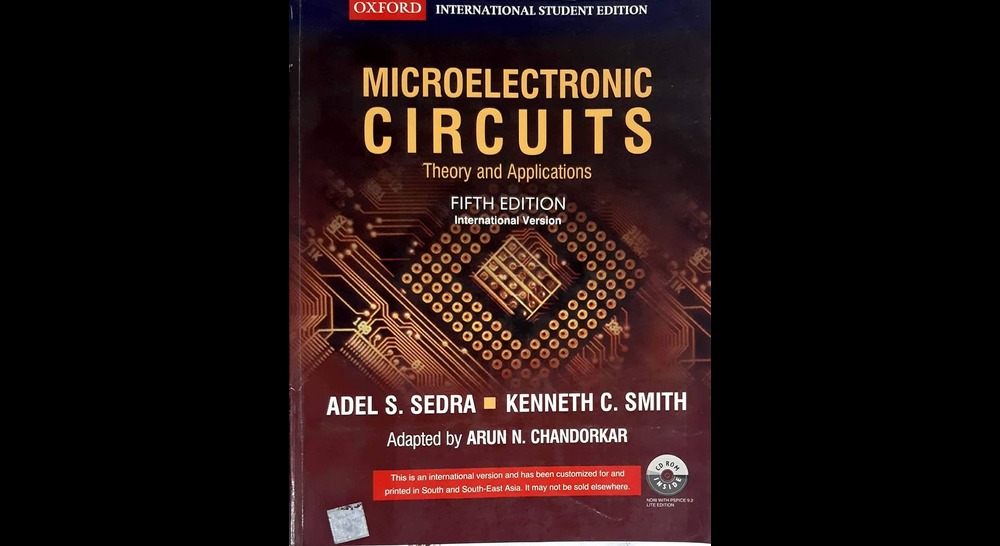 OXFORD INTERNATIONAL STUDENT EDITION
MICROELECTRONIC
CIRCUITS
Theory and Applications
FIFTH EDITION
International Version
ADEL S. SEDRA KENNETH C. SMITH
Adapted by ARUN N. CHANDORKAR
This is an international version and has been customized for and
printed in South and South-East Asia. It may not be sold elsewhere.
CD ROM
INSIDE
NOW WITH PSPICE 9.2
LITE EDITION